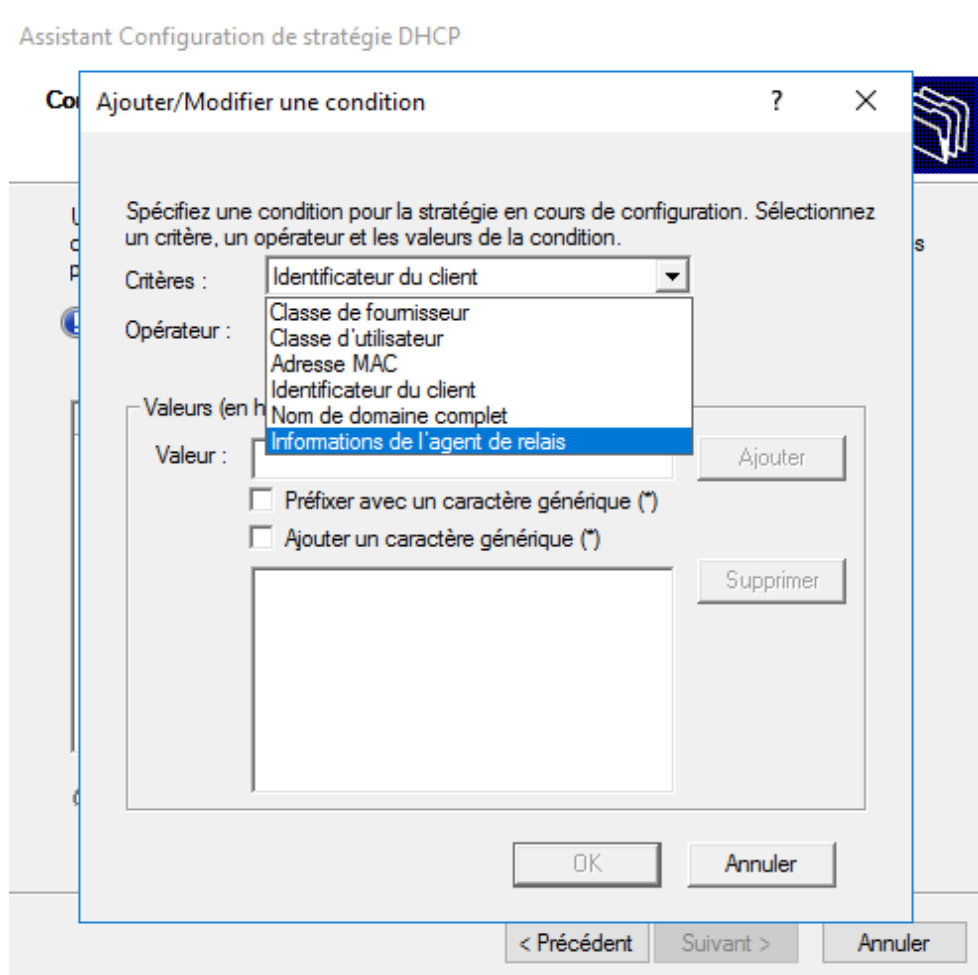 Assistant Configuration de stratégie DHCP
Ajouter/Modifier une condition
?
Spécifiez une condition pour la stratégie en cours de configuration. Sélectionnez
un critère, un opérateur et les valeurs de la condition.
Critères :
Identificateur du client
Classe de fournisseur
Opérateur :
Classe d'utilisateur
Adresse MAC
Identificateur du client
Valeurs (en h
Nom de domaine complet
Informations de l'agent de relais
Valeur :
Ajouter
Préfixer avec un caractère générique (*)
Ajouter un caractère générique (*)
Supprimer
OK
Annuler
< Précédent
Suivant >
Annuler